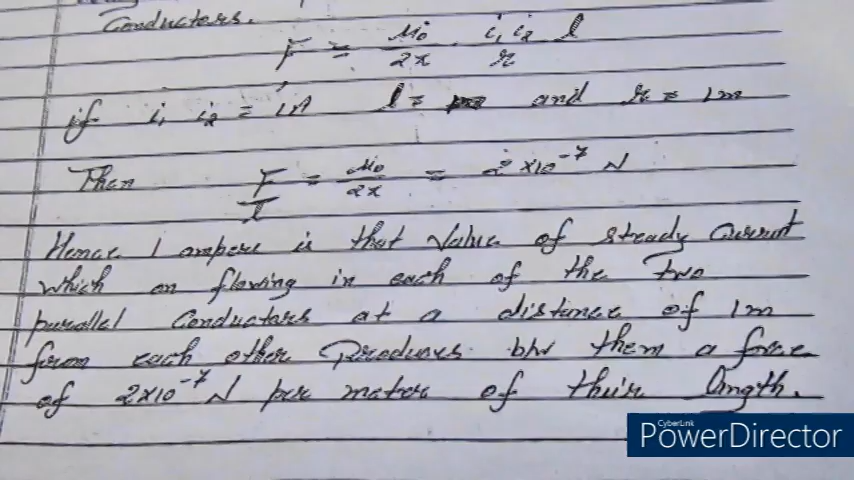 Conductors.
F = μ₀/2π . i₁ i₂ l / r
if i₁ i₂ = 1A l = and r = 1m
Then F/l = μ₀/2π = 2×10⁻⁷ N
Hence 1 ampere is that value of steady current
which on flowing in each of the two
parallel conductors at a distance of 1m
from each other produces b/w them a force
of 2×10⁻⁷ N per meter of their length.
CyberLink
PowerDirector